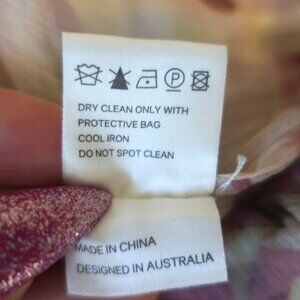 DRY CLEAN ONLY WITH
PROTECTIVE BAG
COOL IRON
DO NOT SPOT CLEAN
MADE IN CHINA
DESIGNED IN AUSTRALIA